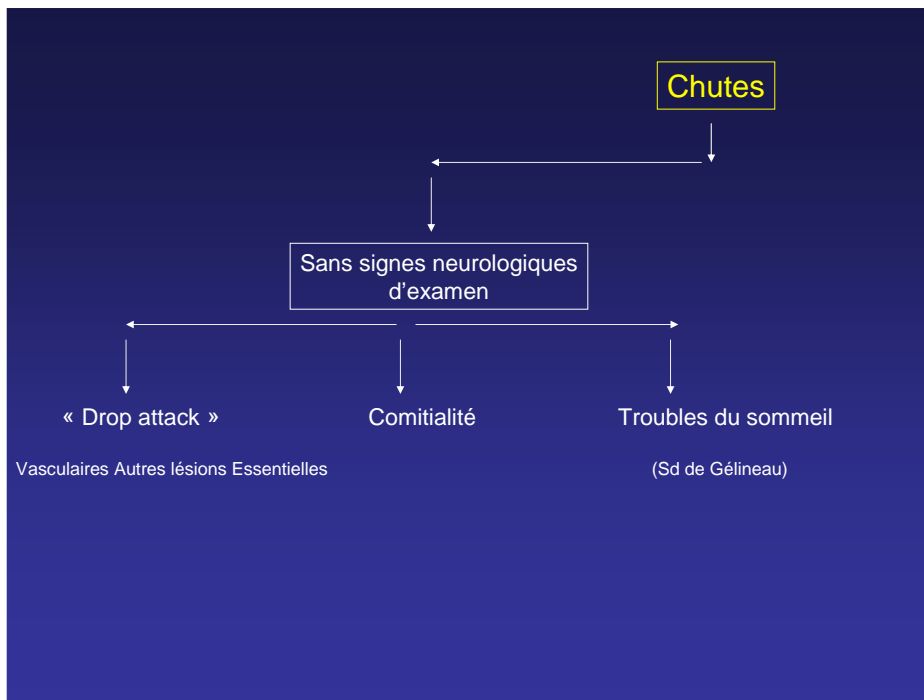 Chutes
Sans signes neurologiques
d'examen
« Drop attack »
Comitialité
Troubles du sommeil
Vasculaires Autres lésions Essentielles
(Sd de Gélineau)